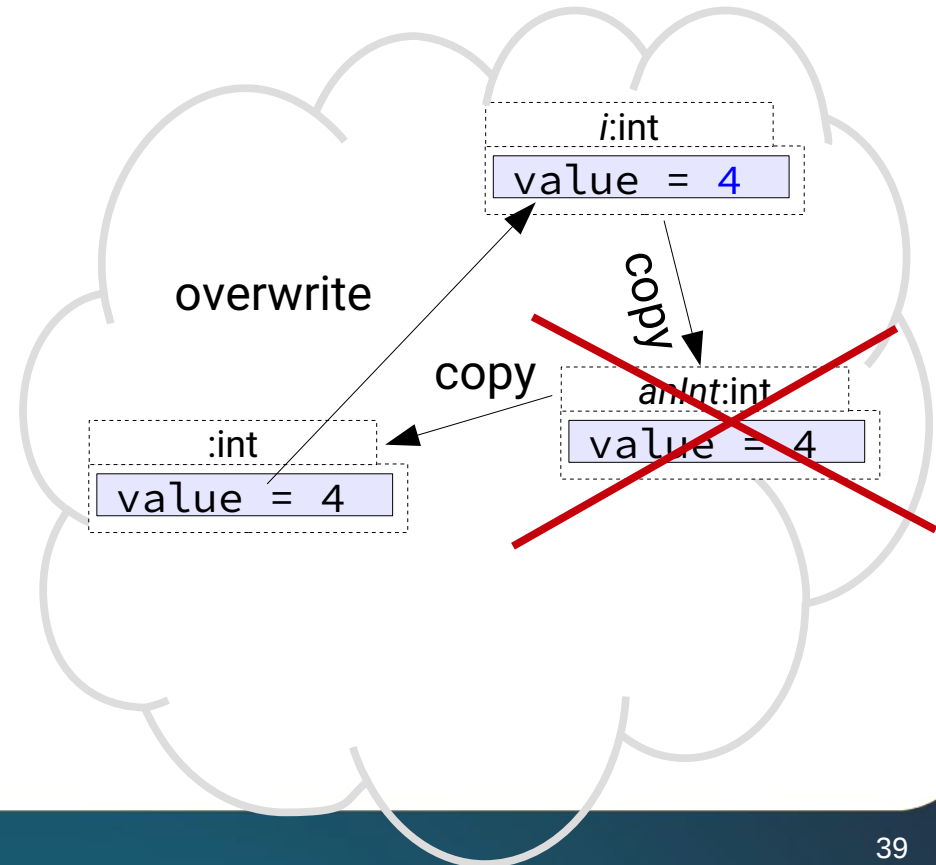 i:int
value = 4
overwrite
copy
copy
anInt:int
value = 4
:int
value = 4
39